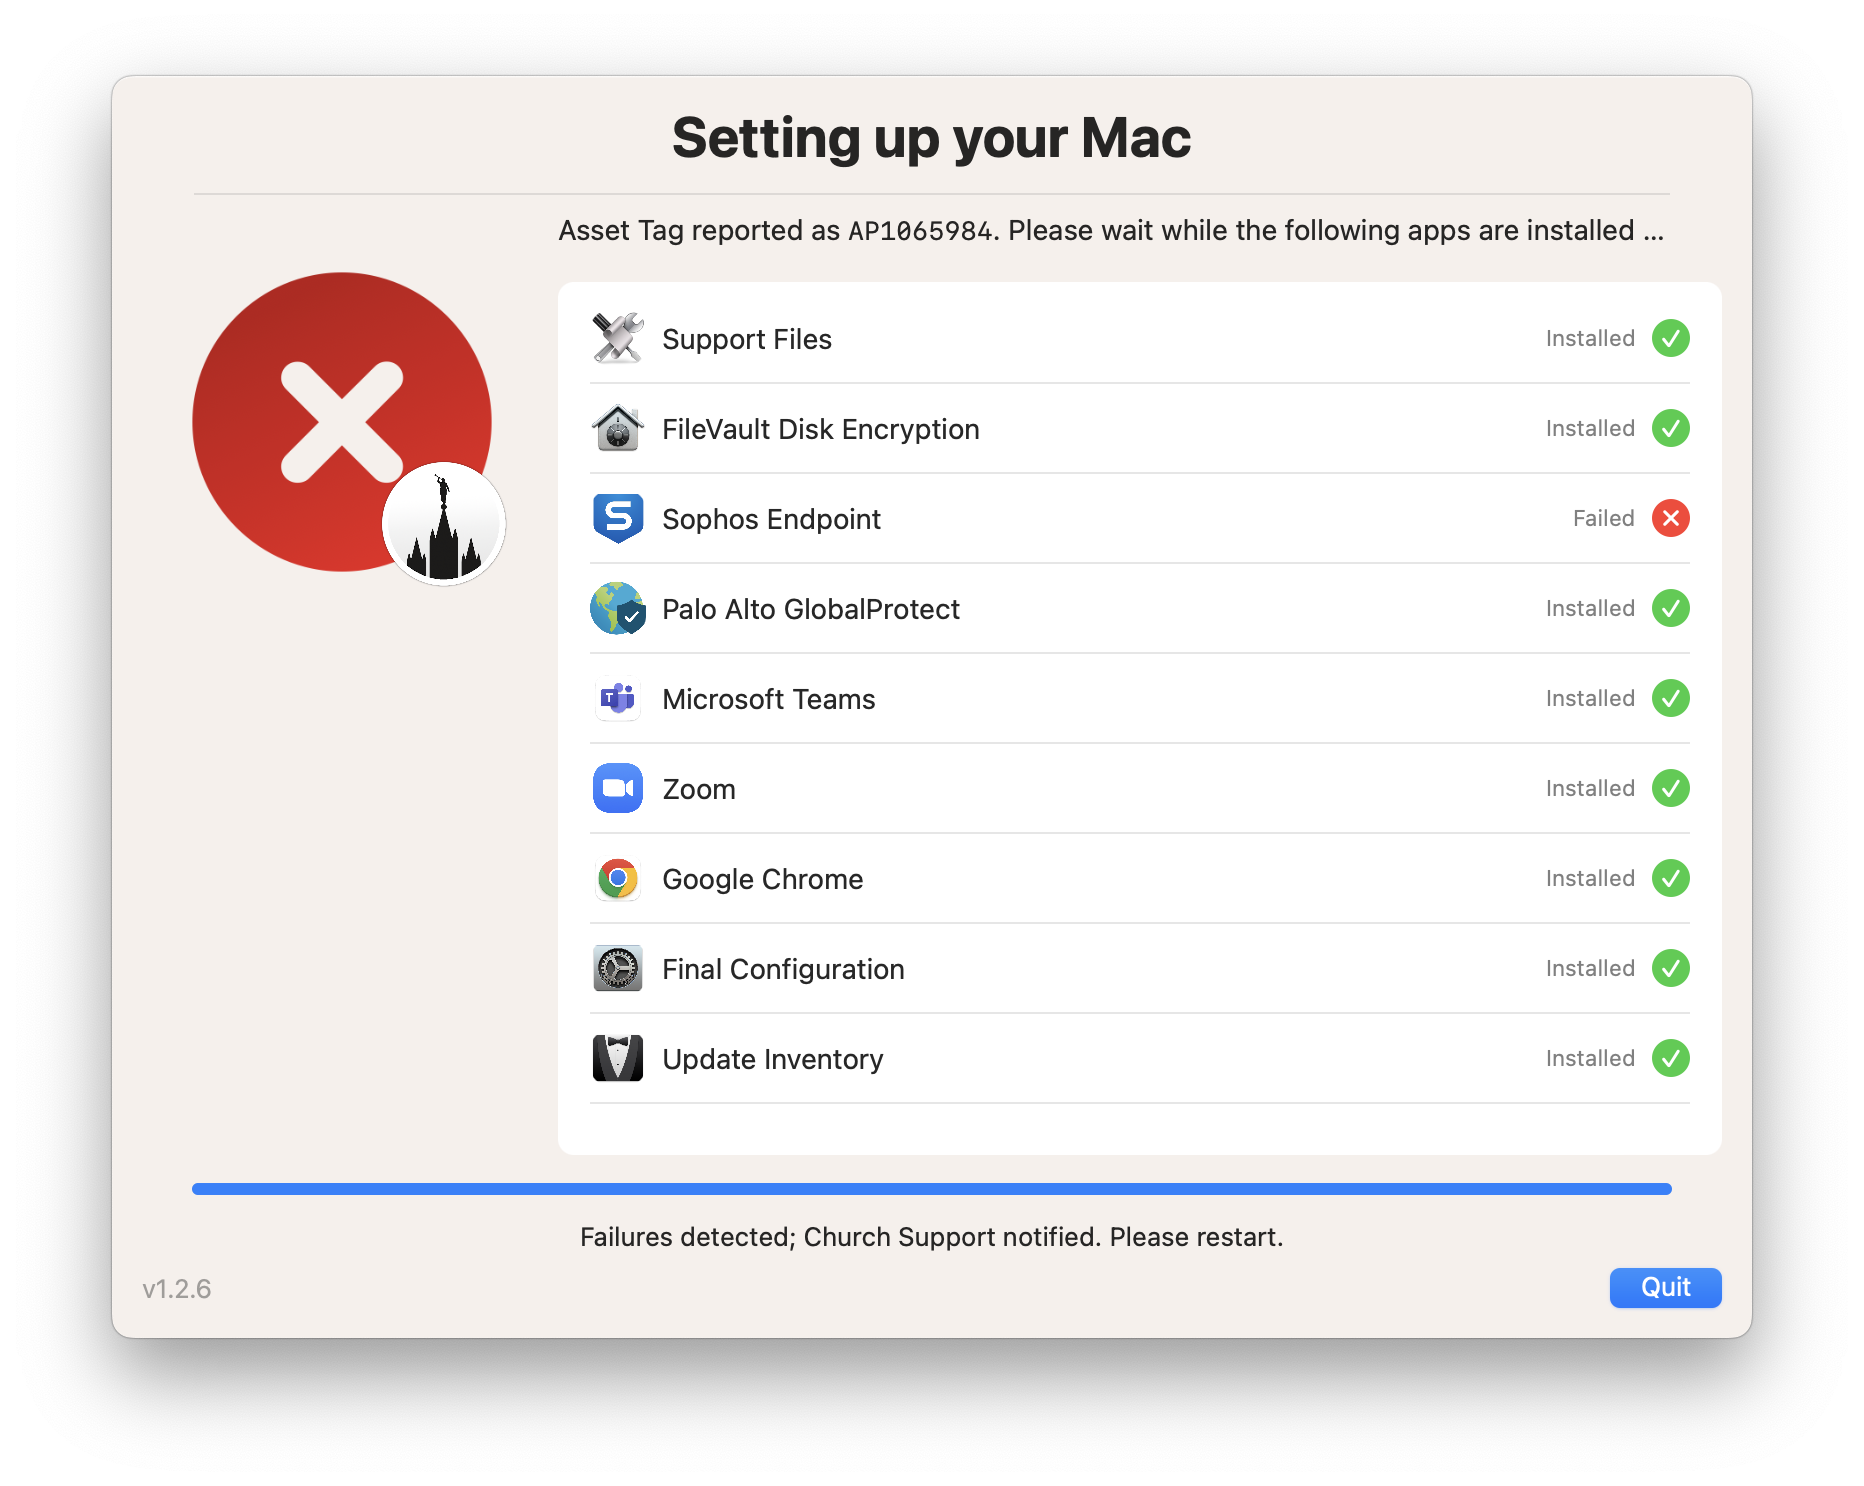 Setting up your Mac
Asset Tag reported as AP1065984. Please wait while the following apps are installed ...
Support Files Installed
FileVault Disk Encryption Installed
S Sophos Endpoint Failed
Palo Alto GlobalProtect Installed
T Microsoft Teams Installed
Zoom Installed
Google Chrome Installed
Final Configuration Installed
Update Inventory Installed
Failures detected; Church Support notified. Please restart.
v1.2.6
Quit